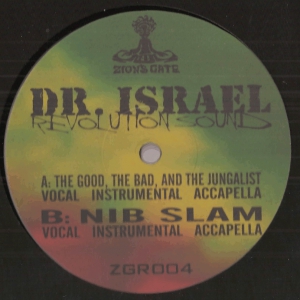 ZION'S GATE
DR. ISRAEL
REVOLUTION SOUND
A: THE GOOD, THE BAD, AND THE JUNGALIST
VOCAL INSTRUMENTAL ACCAPELLA
B: NIB SLAM
VOCAL INSTRUMENTAL ACCAPELLA
ZGR004